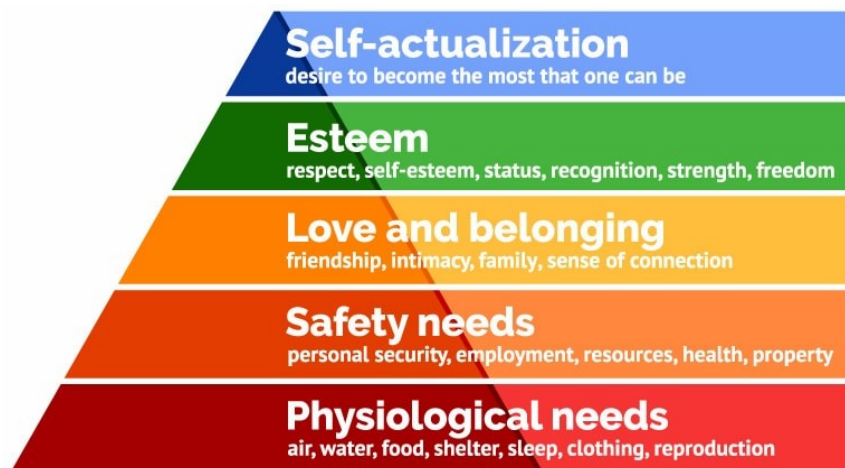 Self-actualization
desire to become the most that one can be
Esteem
respect, self-esteem, status, recognition, strength, freedom
Love and belonging
friendship, intimacy, family, sense of connection
Safety needs
personal security, employment, resources, health, property
Physiological needs
air, water, food, shelter, sleep, clothing, reproduction